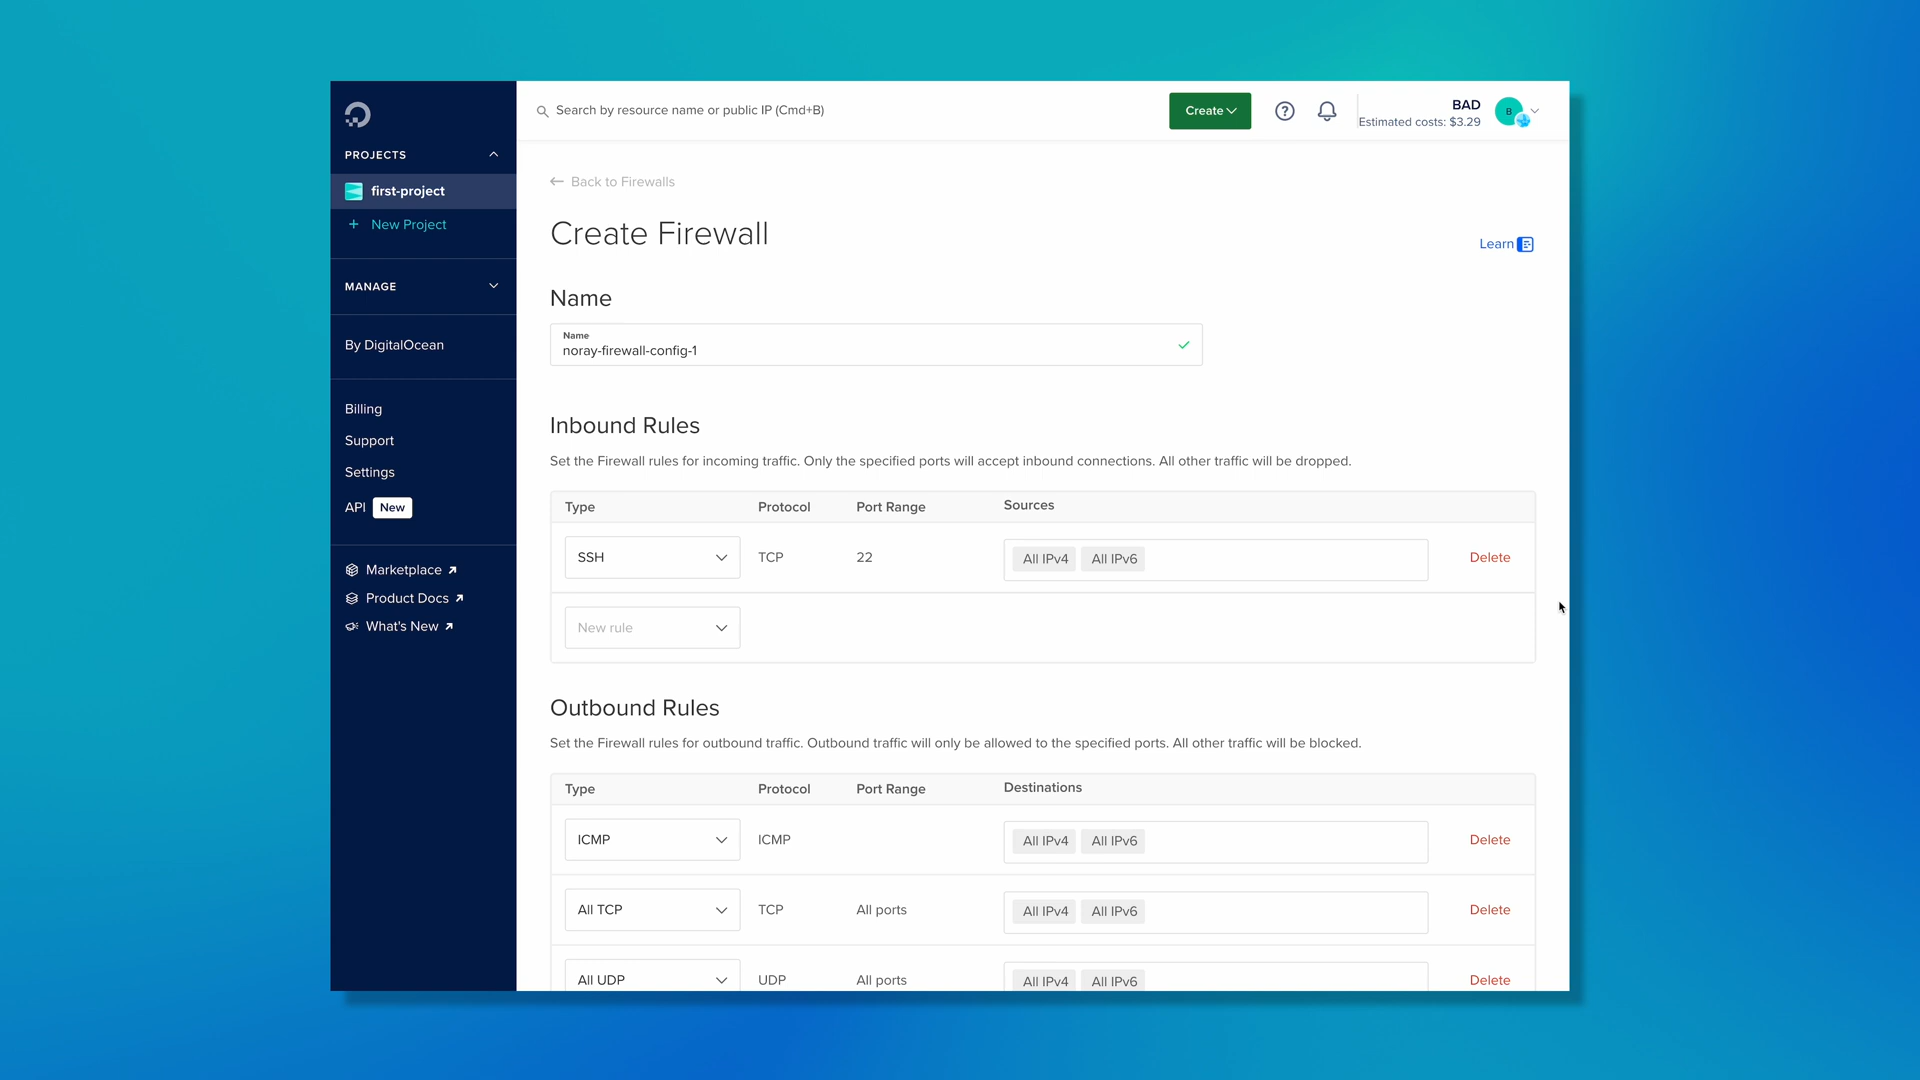 Search by resource name or public IP (Cmd+B)
Create
BAD
Estimated costs: $3.29
B
PROJECTS
first-project
+ New Project
MANAGE
By DigitalOcean
Billing
Support
Settings
API New
Marketplace
Product Docs
What's New
Back to Firewalls
Create Firewall
Learn
Name
Name
noray-firewall-config-1
Inbound Rules
Set the Firewall rules for incoming traffic. Only the specified ports will accept inbound connections. All other traffic will be dropped.
Type Protocol Port Range Sources
SSH TCP 22 All IPv4 All IPv6 Delete
New rule
Outbound Rules
Set the Firewall rules for outbound traffic. Outbound traffic will only be allowed to the specified ports. All other traffic will be blocked.
Type Protocol Port Range Destinations
ICMP ICMP All IPv4 All IPv6 Delete
All TCP TCP All ports All IPv4 All IPv6 Delete
All UDP UDP All ports All IPv4 All IPv6 Delete